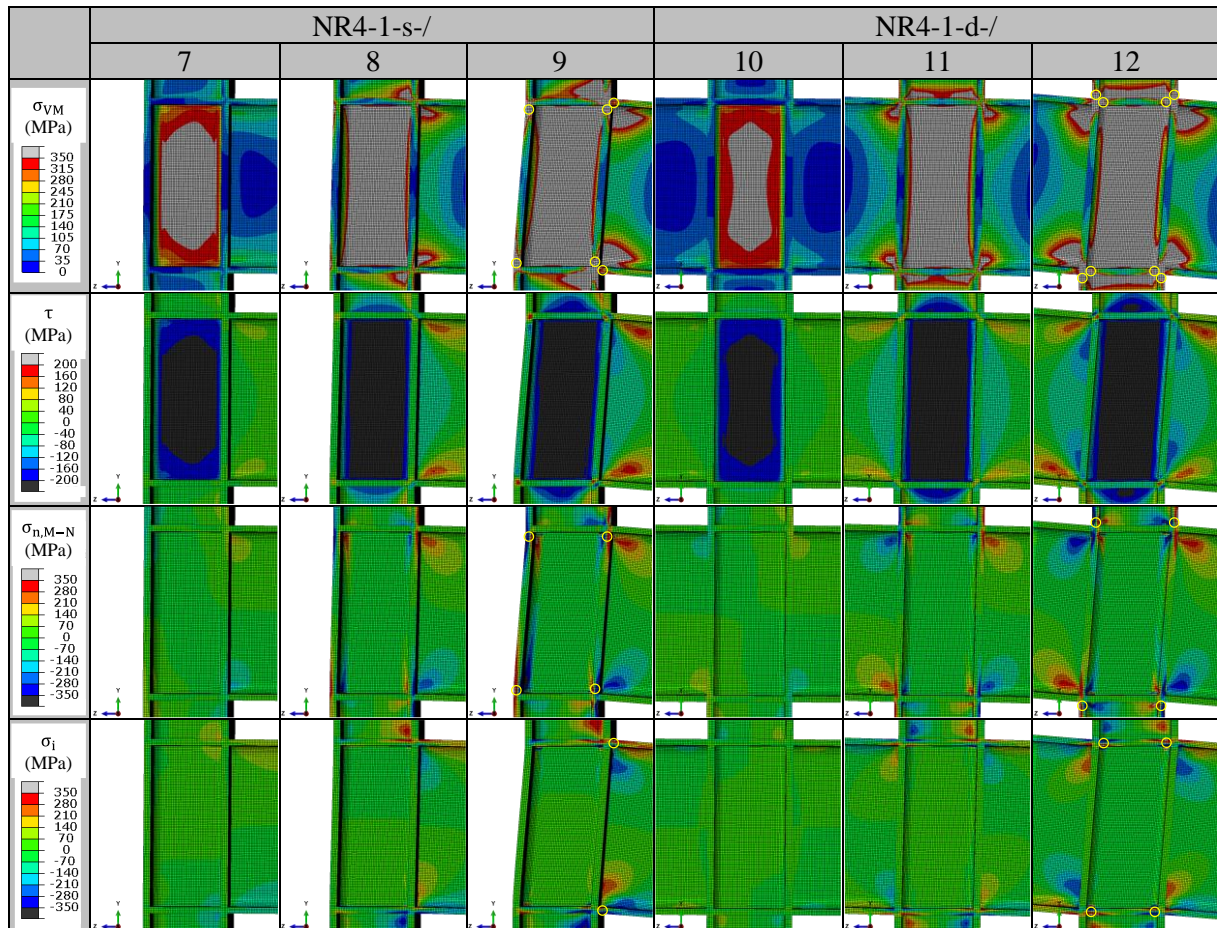 NR4-1-s-/ NR4-1-d-/
7 8 9 10 11 12
σVM
(MPa)
350
315
280
245
210
175
140
105
70
35
0
Y Y Y Y Y Y
Z Z Z Z Z Z
τ
(MPa)
200
160
120
80
40
0
-40
-80
-120
-160
-200
Y Y Y Y Y Y
Z Z Z Z Z Z
σn,M−N
(MPa)
350
280
210
140
70
0
-70
-140
-210
-280
-350
Y Y Y Y Y Y
Z Z Z Z Z Z
σi
(MPa)
350
280
210
140
70
0
-70
-140
-210
-280
-350
Y Y Y Y Y Y
Z Z Z Z Z Z